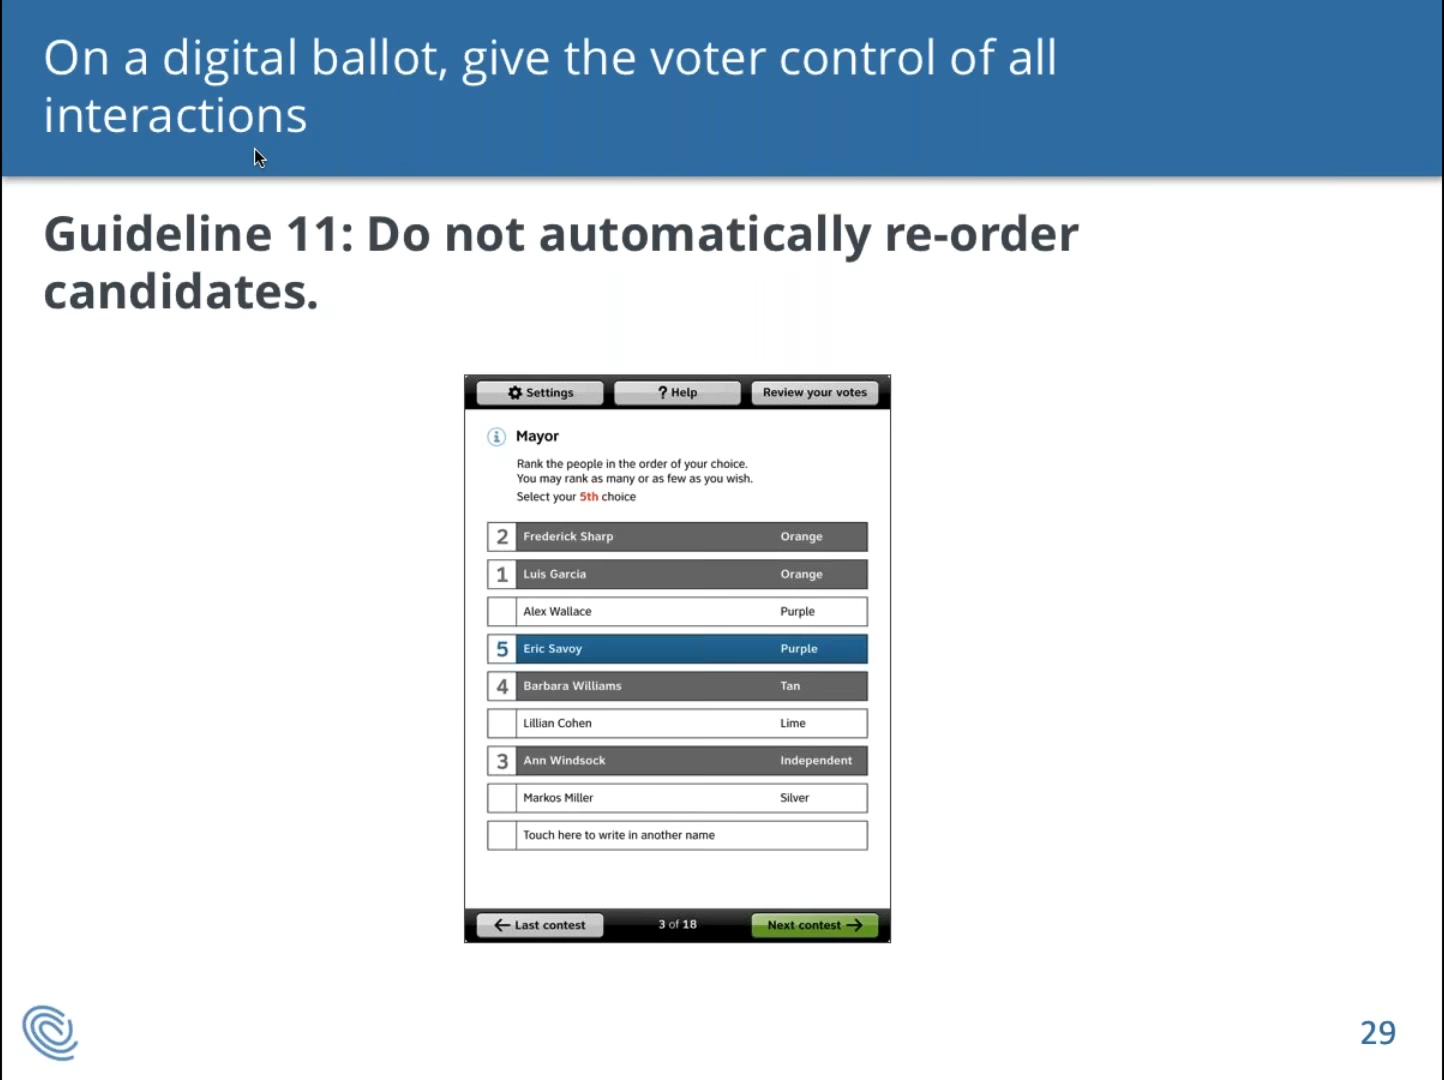 On a digital ballot, give the voter control of all
interactions
Guideline 11: Do not automatically re-order
candidates.
Settings ? Help Review your votes
i Mayor
Rank the people in the order of your choice.
You may rank as many or as few as you wish.
Select your 5th choice
2 Frederick Sharp Orange
1 Luis Garcia Orange
Alex Wallace Purple
5 Eric Savoy Purple
4 Barbara Williams Tan
Lillian Cohen Lime
3 Ann Windsock Independent
Markos Miller Silver
Touch here to write in another name
← Last contest 3 of 18 Next contest →
29